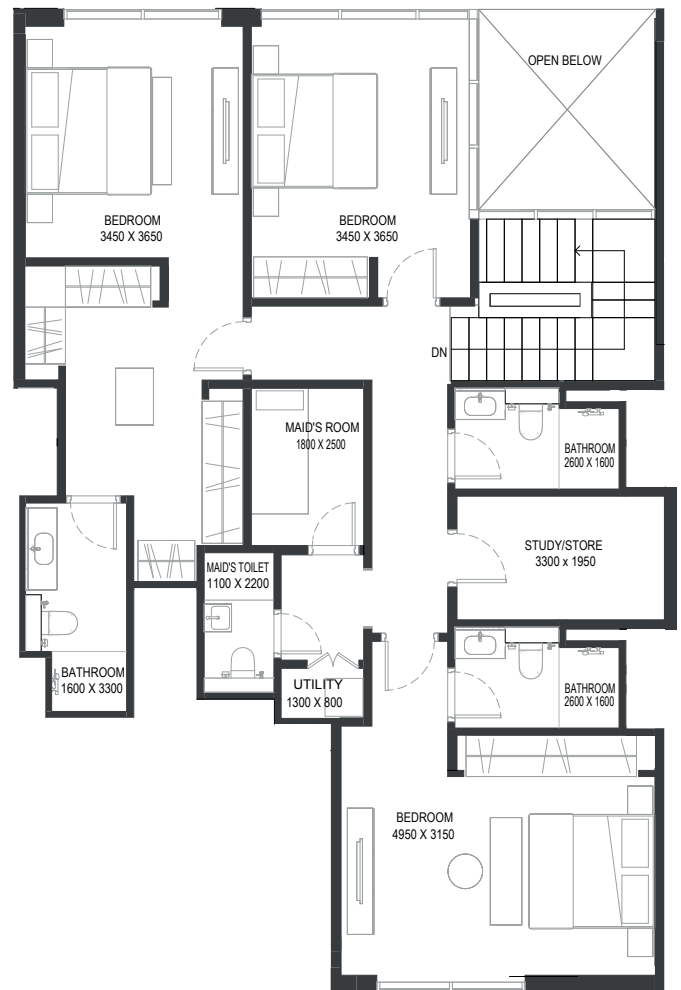 OPEN BELOW
BEDROOM
3450 X 3650
BEDROOM
3450 X 3650
DN
MAID'S ROOM
1800 X 2500
BATHROOM
2600 X 1600
STUDY/STORE
3300 x 1950
MAID'S TOILET
1100 X 2200
BATHROOM
1600 X 3300
UTILITY
1300 X 800
BATHROOM
2600 X 1600
BEDROOM
4950 X 3150